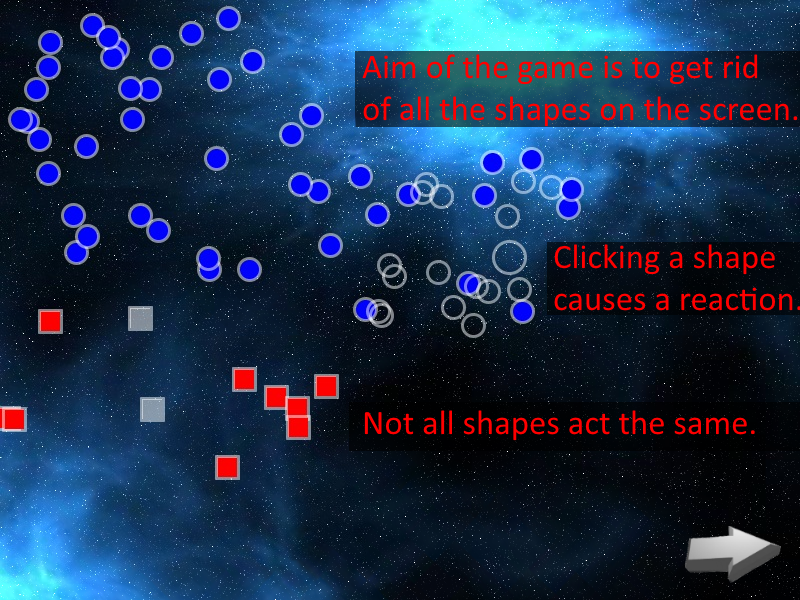 Aim of the game is to get rid
of all the shapes on the screen.
Clicking a shape
causes a reaction.
Not all shapes act the same.